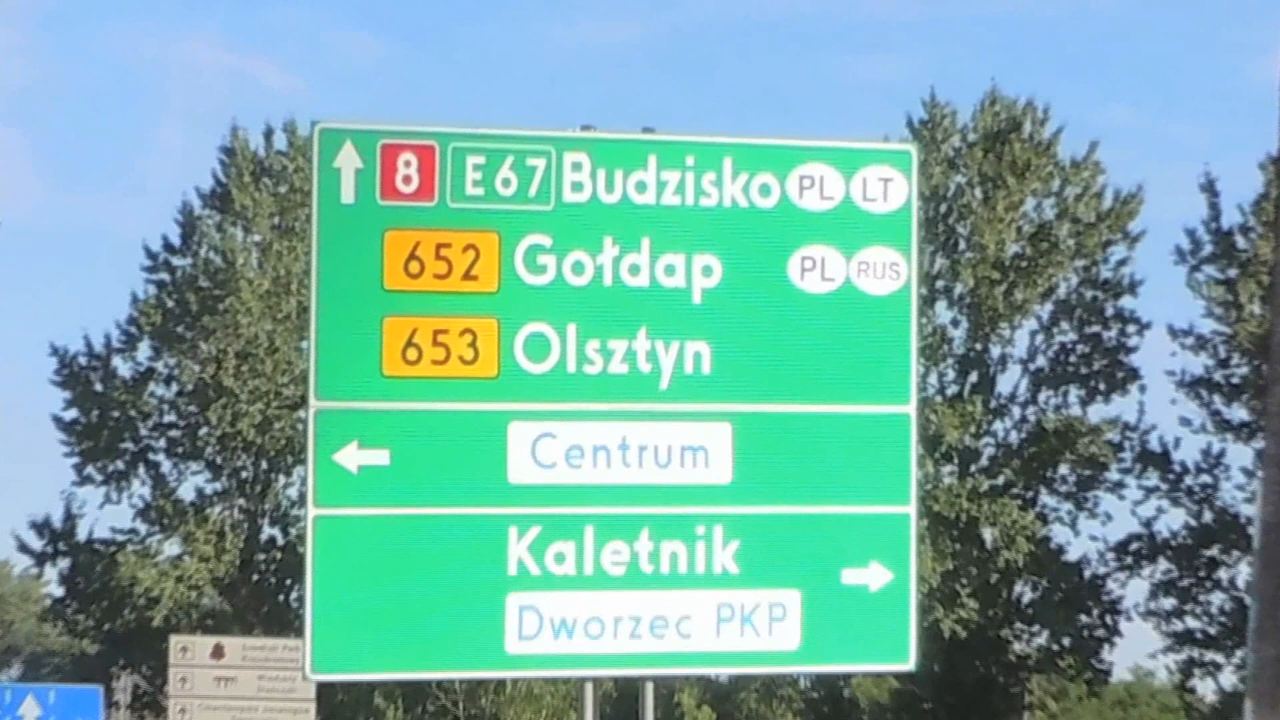 8 E67 Budzisko PL LT
652 Gołdap PL RUS
653 Olsztyn
Centrum
Kaletnik
Dworzec PKP